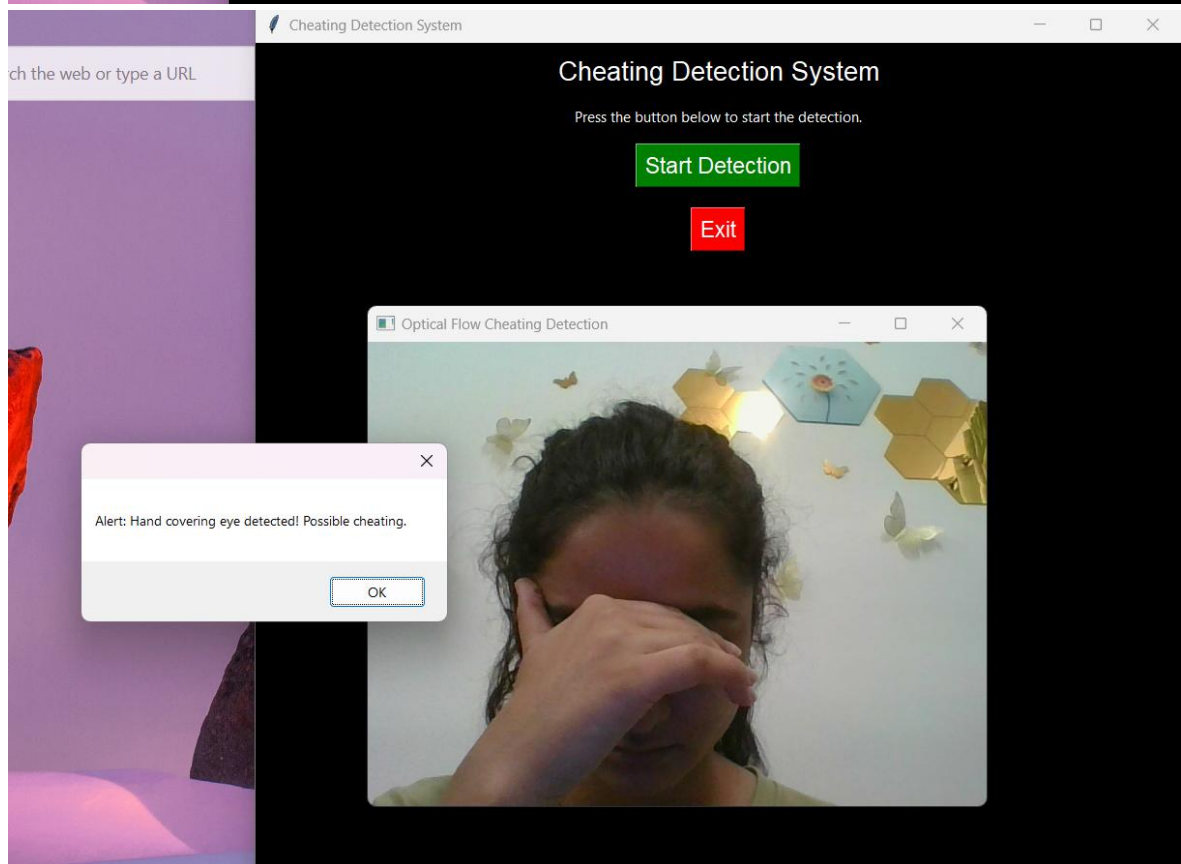 Cheating Detection System
rch the web or type a URL
Cheating Detection System
Press the button below to start the detection.
Start Detection
Exit
Optical Flow Cheating Detection
Alert: Hand covering eye detected! Possible cheating.
OK